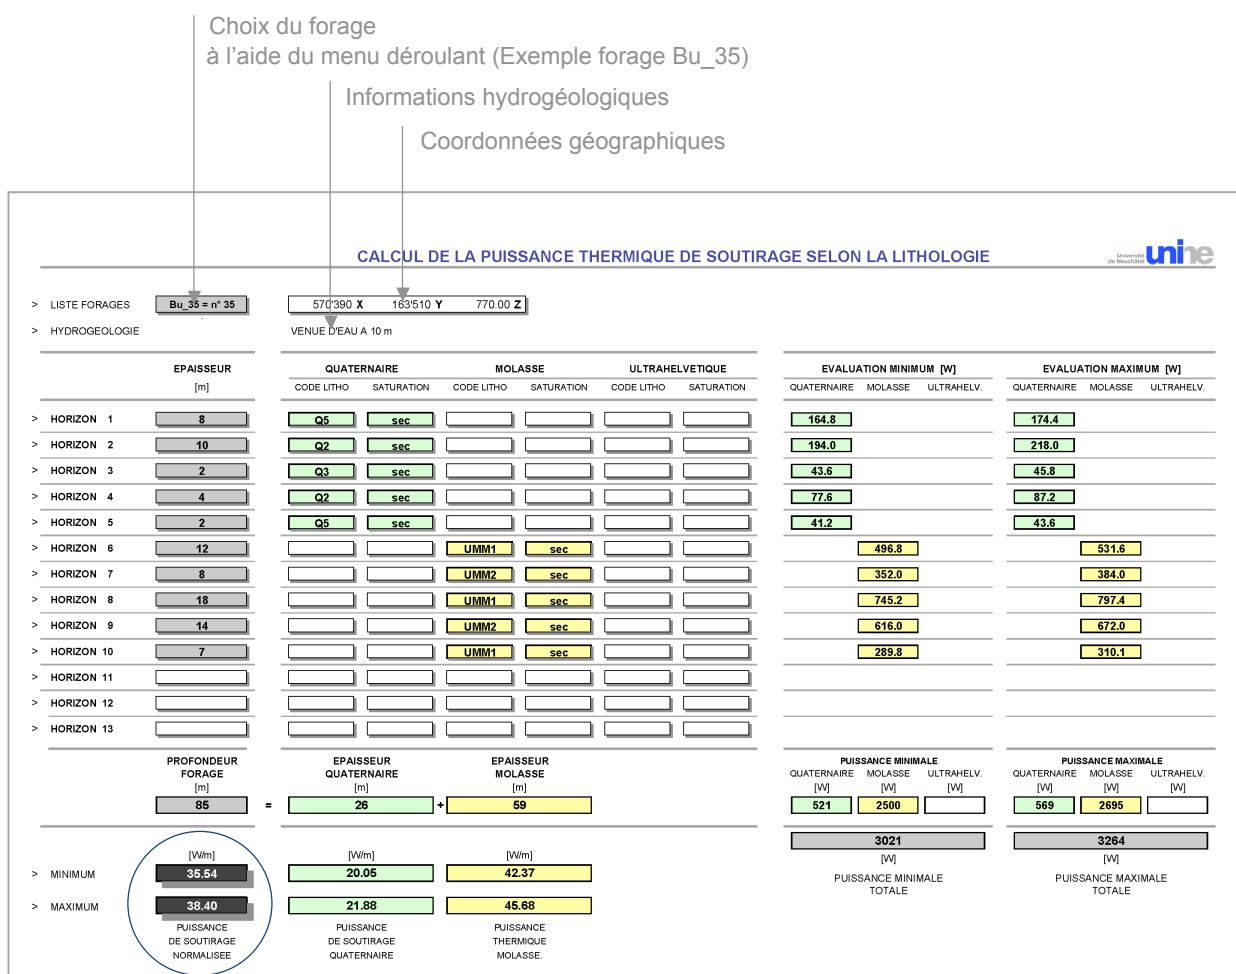 Choix du forage
à l'aide du menu déroulant (Exemple forage Bu_35)
Informations hydrogéologiques
Coordonnées géographiques
CALCUL DE LA PUISSANCE THERMIQUE DE SOUTIRAGE SELON LA LITHOLOGIE
Université de Neuchâtel unine
> LISTE FORAGES Bu_35 = n° 35 570'390 X 163'510 Y 770.00 Z
> HYDROGEOLOGIE VENUE D'EAU A 10 m
EPAISSEUR QUATERNAIRE MOLASSE ULTRAHELVETIQUE EVALUATION MINIMUM [W] EVALUATION MAXIMUM [W]
[m] CODE LITHO SATURATION CODE LITHO SATURATION CODE LITHO SATURATION QUATERNAIRE MOLASSE ULTRAHELV. QUATERNAIRE MOLASSE ULTRAHELV.
> HORIZON 1 8 Q5 sec 164.8 174.4
> HORIZON 2 10 Q2 sec 194.0 218.0
> HORIZON 3 2 Q3 sec 43.6 45.8
> HORIZON 4 4 Q2 sec 77.6 87.2
> HORIZON 5 2 Q5 sec 41.2 43.6
> HORIZON 6 12 UMM1 sec 496.8 531.6
> HORIZON 7 8 UMM2 sec 352.0 384.0
> HORIZON 8 18 UMM1 sec 745.2 797.4
> HORIZON 9 14 UMM2 sec 616.0 672.0
> HORIZON 10 7 UMM1 sec 289.8 310.1
> HORIZON 11
> HORIZON 12
> HORIZON 13
PROFONDEUR EPAISSEUR EPAISSEUR PUISSANCE MINIMALE PUISSANCE MAXIMALE
FORAGE QUATERNAIRE MOLASSE QUATERNAIRE MOLASSE ULTRAHELV. QUATERNAIRE MOLASSE ULTRAHELV.
[m] [m] [m] [W] [W] [W] [W] [W] [W]
85 = 26 + 59 521 2500 569 2695
3021 3264
[W/m] [W/m] [W/m] [W] [W]
> MINIMUM 35.54 20.05 42.37 PUISSANCE MINIMALE PUISSANCE MAXIMALE
TOTALE TOTALE
> MAXIMUM 38.40 21.88 45.68
PUISSANCE PUISSANCE PUISSANCE
DE SOUTIRAGE DE SOUTIRAGE THERMIQUE
NORMALISEE QUATERNAIRE MOLASSE.